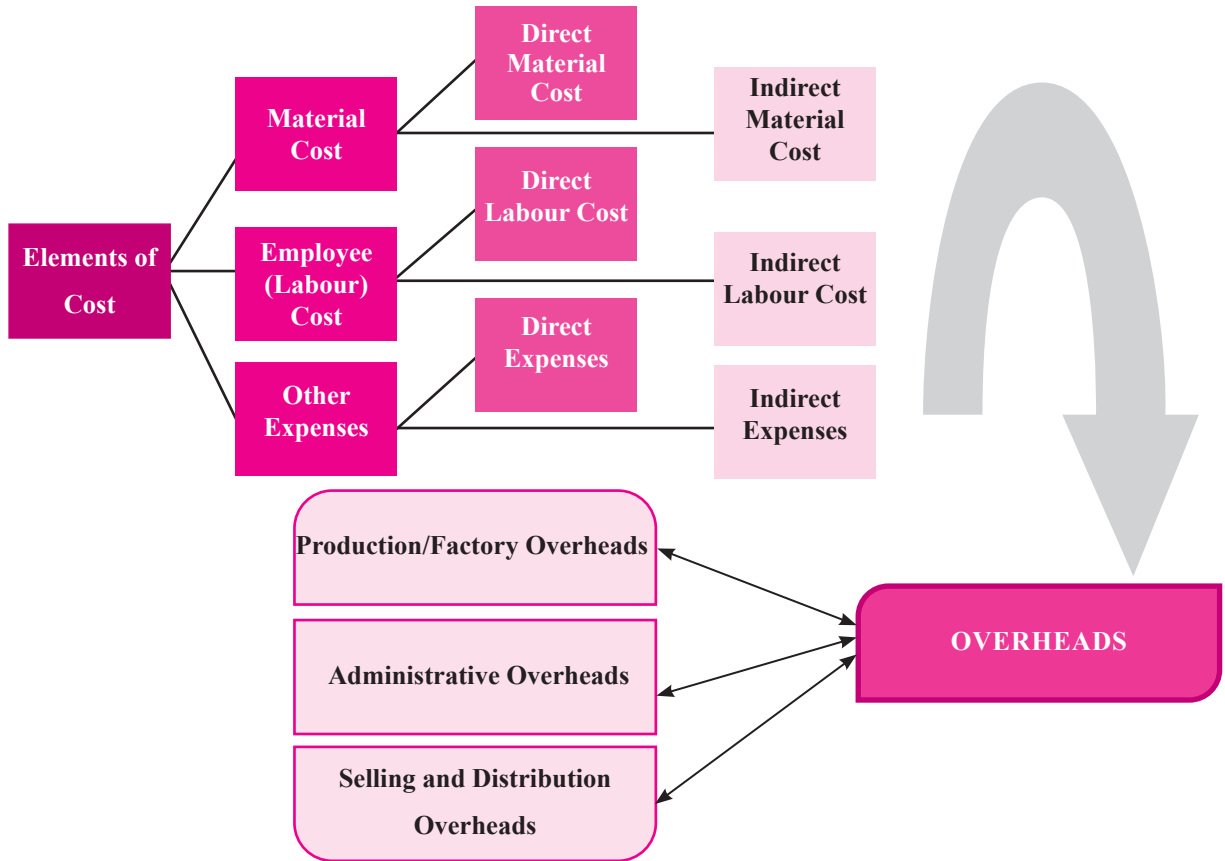 Elements of
Cost
Material
Cost
Direct
Material
Cost
Indirect
Material
Cost
Employee
(Labour)
Cost
Direct
Labour Cost
Indirect
Labour Cost
Other
Expenses
Direct
Expenses
Indirect
Expenses
Production/Factory Overheads
Administrative Overheads
Selling and Distribution
Overheads
OVERHEADS